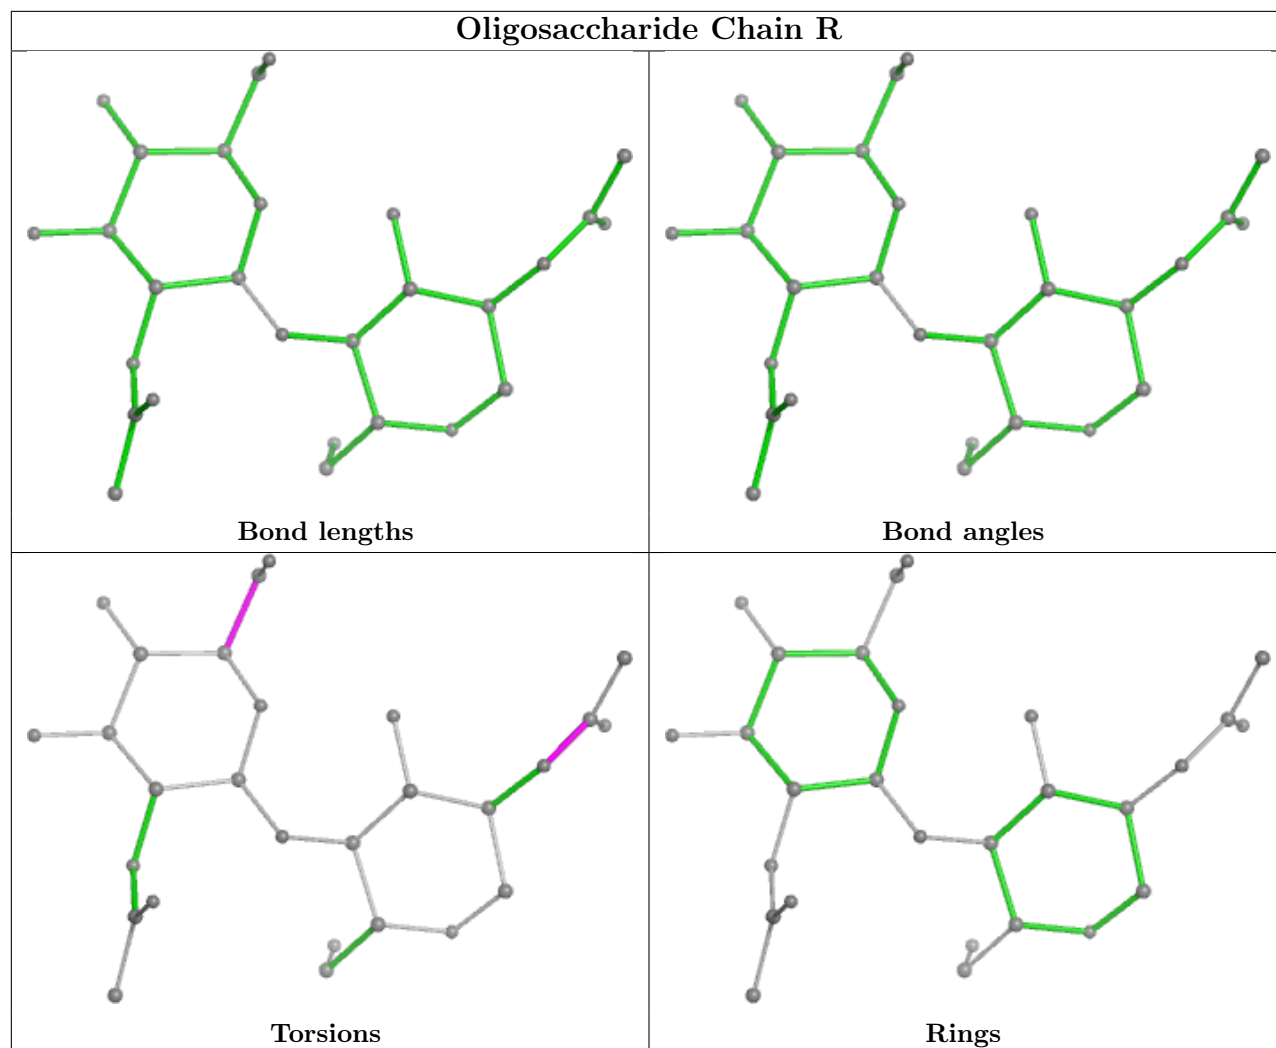 Oligosaccharide Chain R
Bond lengths
Bond angles
Torsions
Rings